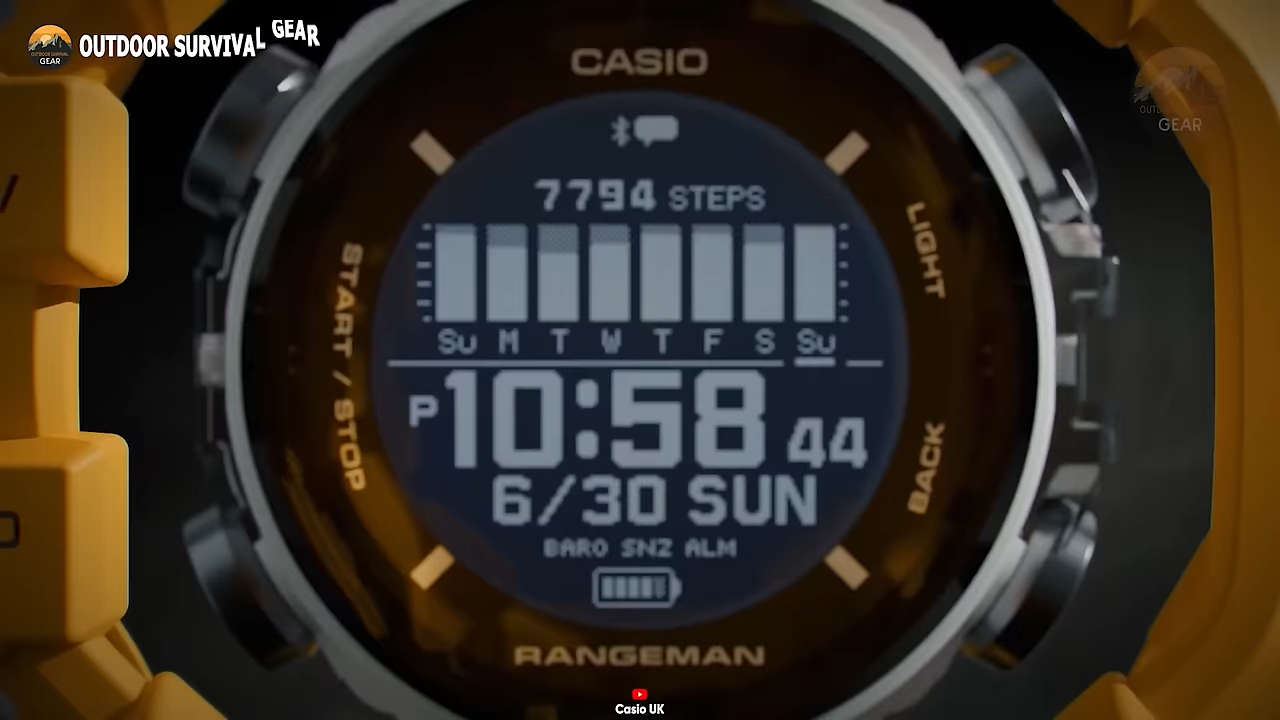 OUTDOOR SURVIVAL GEAR
OUTDOOR SURVIVAL
GEAR
GEAR
CASIO
7794 STEPS
Su M T W T F S Su
P 10:58 44
6/30 SUN
BARO SNZ ALM
START / STOP
LIGHT
BACK
RANGEMAN
Casio UK